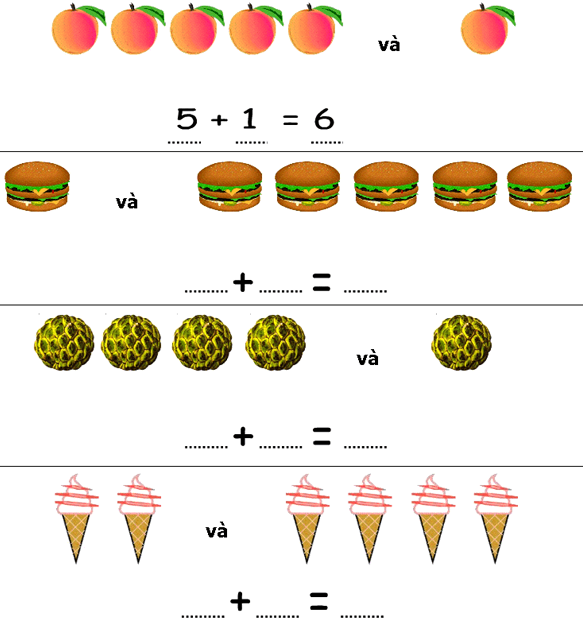 và
5 + 1 = 6
và
........ + ........ = ........
và
........ + ........ = ........
và
........ + ........ = ........